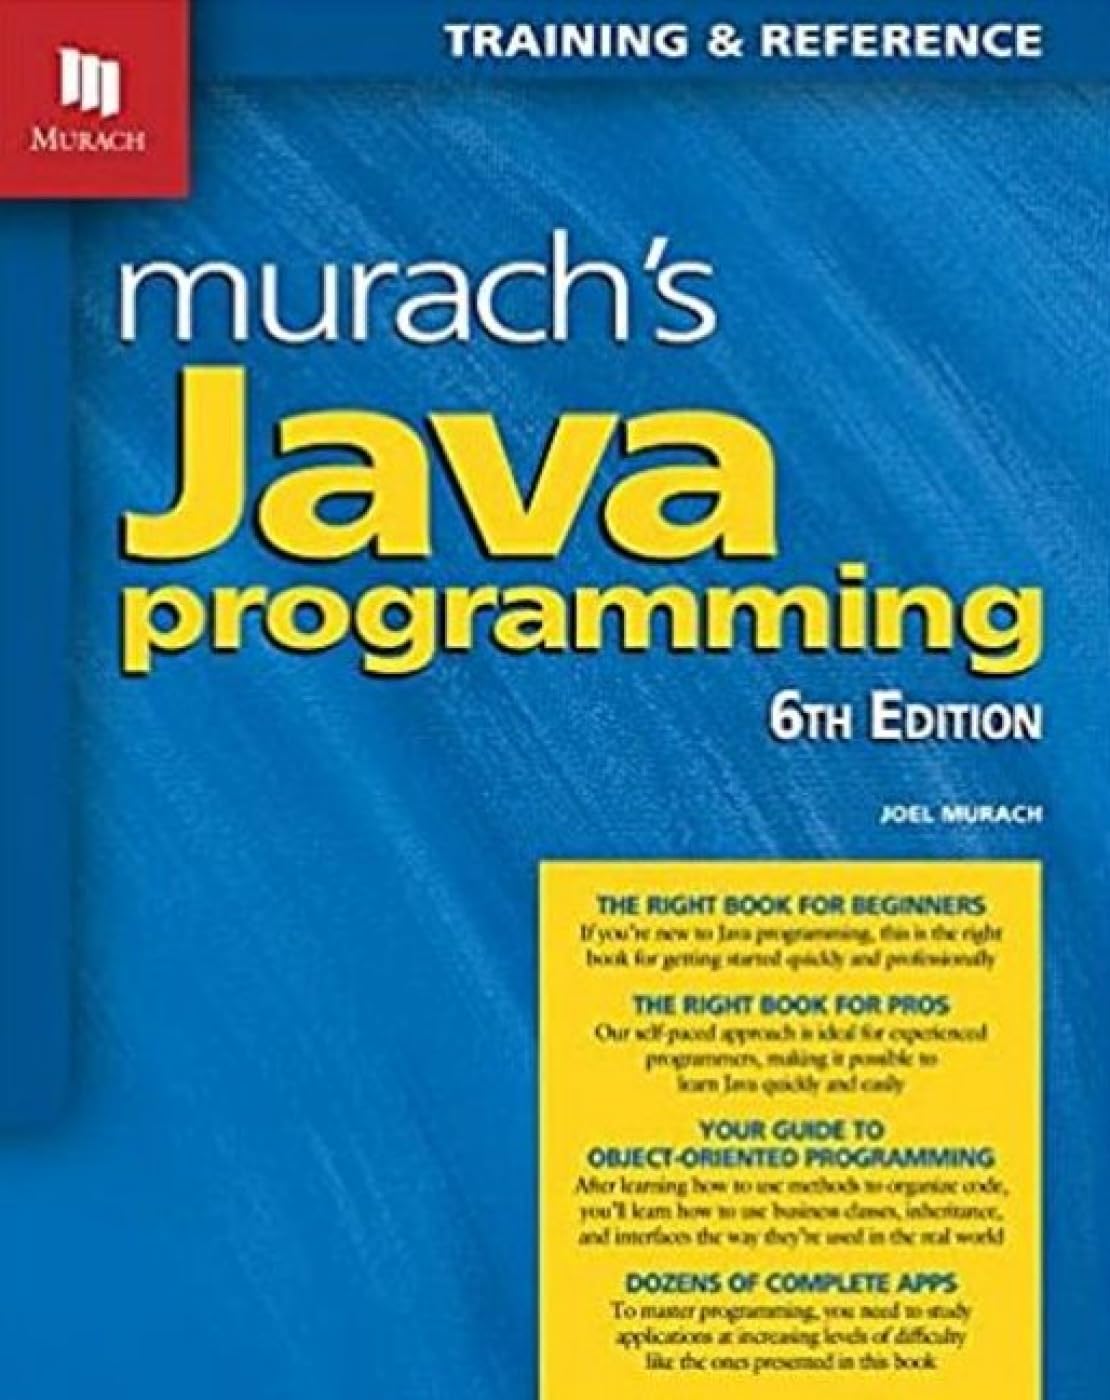 TRAINING & REFERENCE
MURACH
murach's
Java
programming
6TH EDITION
JOEL MURACH
THE RIGHT BOOK FOR BEGINNERS
If you're new to Java programming, this is the right
book for getting started quickly and professionally
THE RIGHT BOOK FOR PROS
Our self-paced approach is ideal for experienced
programmers, making it possible to
learn Java quickly and easily
YOUR GUIDE TO
OBJECT-ORIENTED PROGRAMMING
After learning how to use methods to organize code,
you'll learn how to use business classes, inheritance,
and interfaces the way they're used in the real world
DOZENS OF COMPLETE APPS
To master programming, you need to study
applications at increasing levels of difficulty
like the ones presented in this book